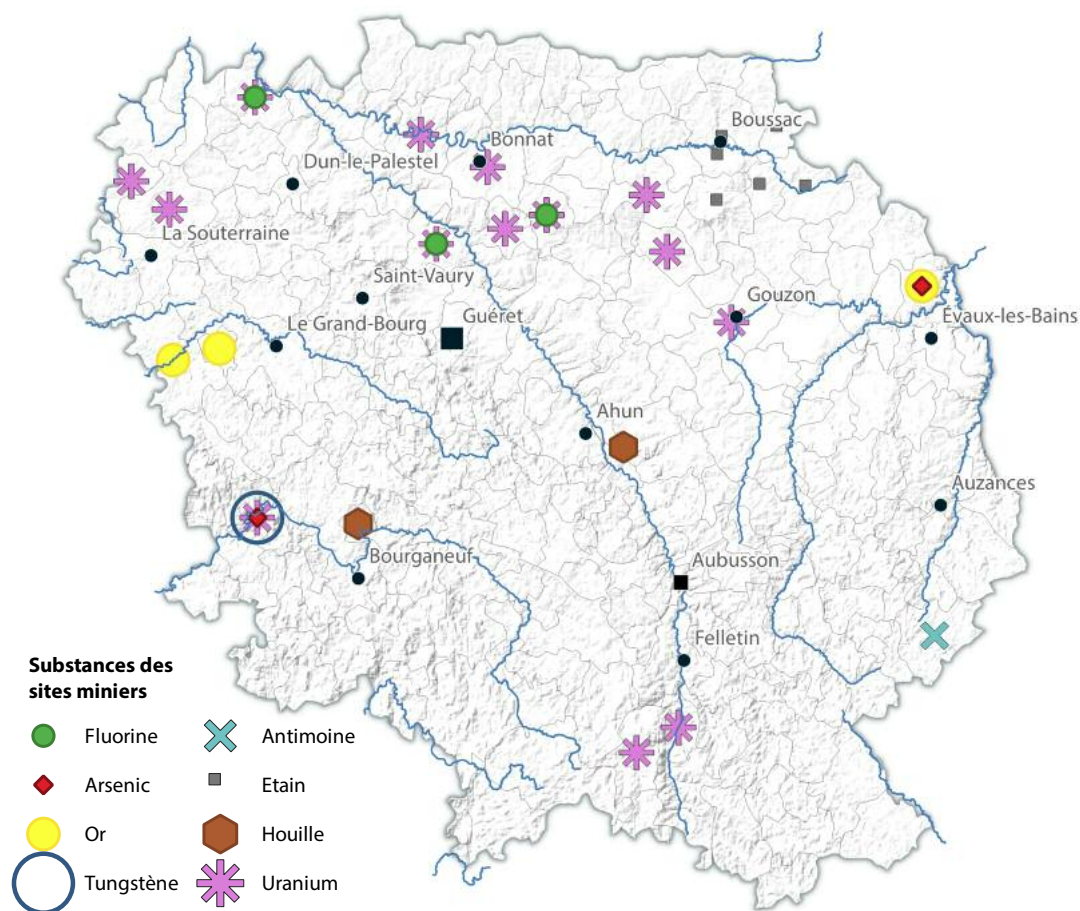 Boussac
Bonnat
Dun-le-Palestel
La Souterraine
Saint-Vaury
Gouzon
Le Grand-Bourg
Guéret
Évaux-les-Bains
Ahun
Auzances
Bourganeuf
Aubusson
Felletin
Substances des
sites miniers
Fluorine
Antimoine
Arsenic
Etain
Or
Houille
Tungstène
Uranium